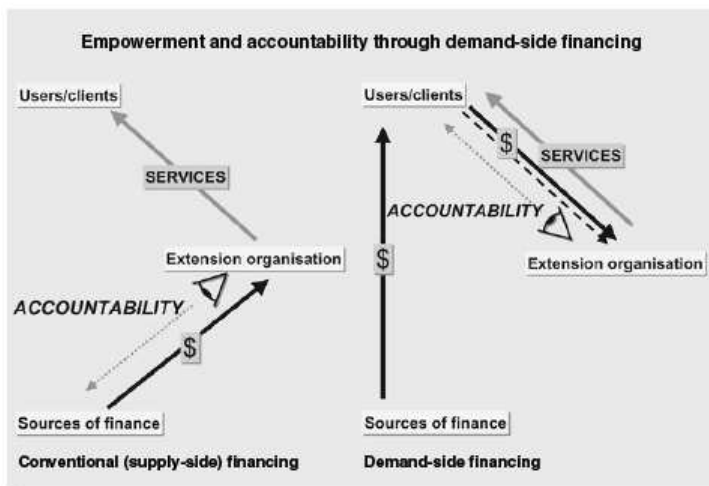 Empowerment and accountability through demand-side financing
Users/clients
SERVICES
Extension organisation
ACCOUNTABILITY
$
Sources of finance
Conventional (supply-side) financing
Users/clients
$
SERVICES
ACCOUNTABILITY
Extension organisation
$
Sources of finance
Demand-side financing